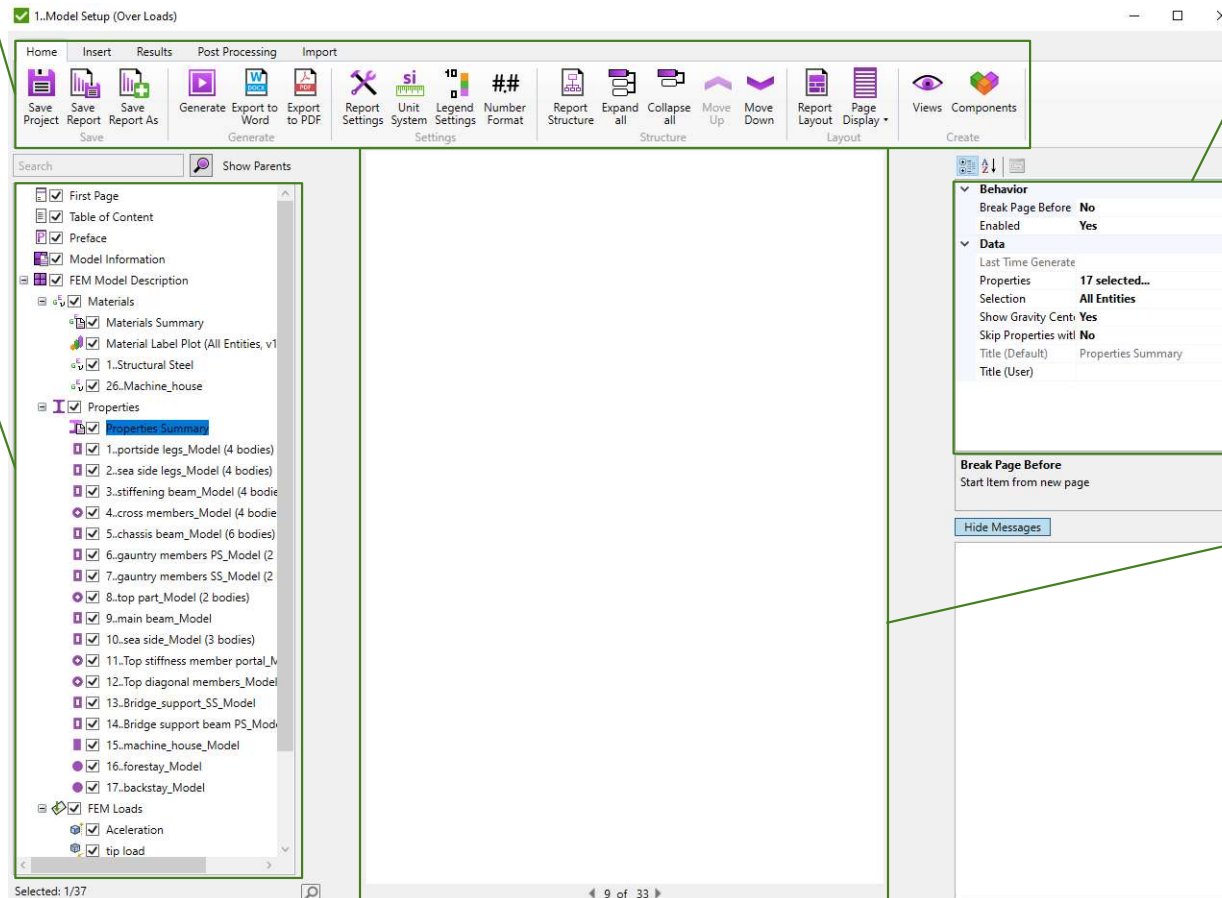 1..Model Setup (Over Loads)
Home Insert Results Post Processing Import
Save Project
Save Report
Save Report As
Save
Generate
Export to Word
Export to PDF
Generate
Report Settings
Unit System
Legend Settings
Number Format
Settings
Report Structure
Expand all
Collapse all
Move Up
Move Down
Structure
Report Layout
Page Display
Layout
Views
Components
Create
Search
Show Parents
First Page
Table of Content
Preface
Model Information
FEM Model Description
Materials
Materials Summary
Material Label Plot (All Entities, v1
1..Structural Steel
26..Machine_house
Properties
Properties Summary
1..portside legs_Model (4 bodies)
2..sea side legs_Model (4 bodies)
3..stiffening beam_Model (4 bodie
4..cross members_Model (4 bodie
5..chassis beam_Model (6 bodies)
6..gauntry members PS_Model (2
7..gauntry members SS_Model (2
8..top part_Model (2 bodies)
9..main beam_Model
10..sea side_Model (3 bodies)
11..Top stiffness member portal_M
12..Top diagonal members_Model
13..Bridge_support_SS_Model
14..Bridge support beam PS_Mode
15..machine_house_Model
16..forestay_Model
17..backstay_Model
FEM Loads
Aceleration
tip load
Selected: 1/37
9 of 33
Behavior
Break Page Before No
Enabled Yes
Data
Last Time Generate
Properties 17 selected...
Selection All Entities
Show Gravity Cente Yes
Skip Properties witl No
Title (Default) Properties Summary
Title (User)
Break Page Before
Start Item from new page
Hide Messages